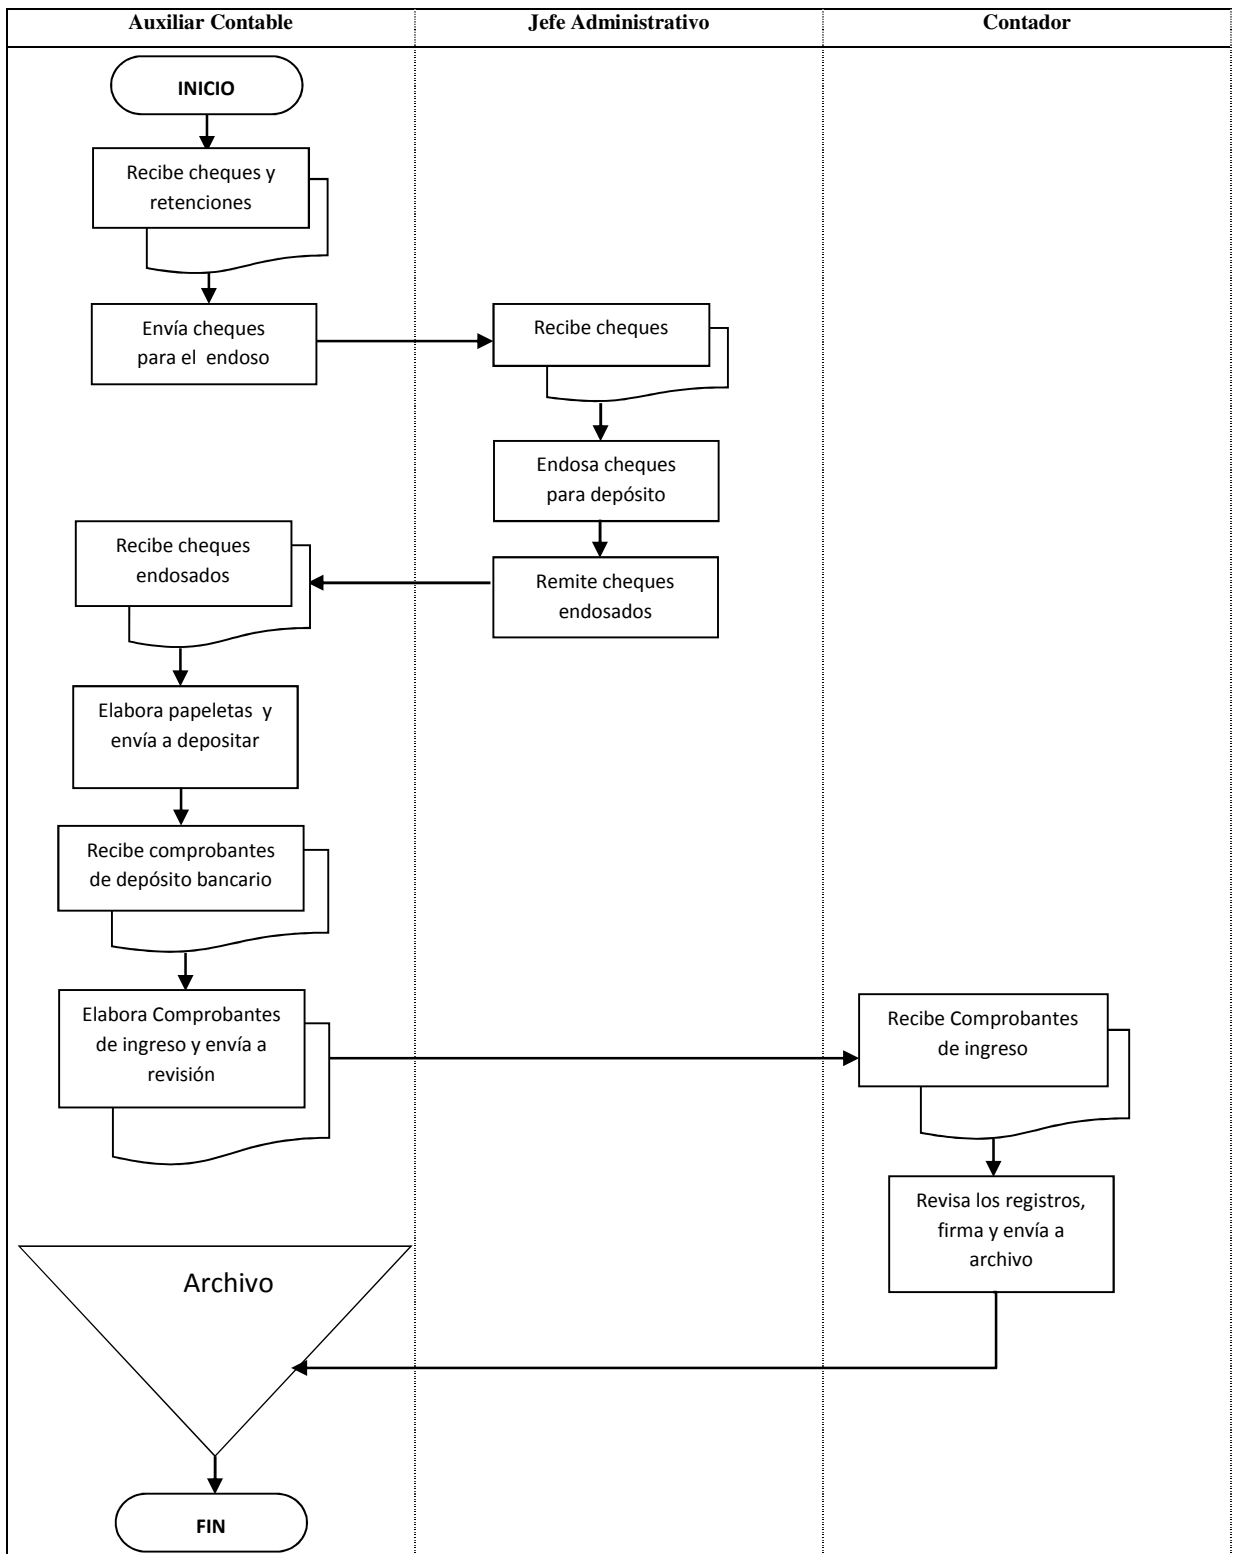 Auxiliar Contable
Jefe Administrativo
Contador
INICIO
Recibe cheques y
retenciones
Envía cheques
para el endoso
Recibe cheques
Endosa cheques
para depósito
Remite cheques
endosados
Recibe cheques
endosados
Elabora papeletas y
envía a depositar
Recibe comprobantes
de depósito bancario
Elabora Comprobantes
de ingreso y envía a
revisión
Recibe Comprobantes
de ingreso
Revisa los registros,
firma y envía a
archivo
Archivo
FIN